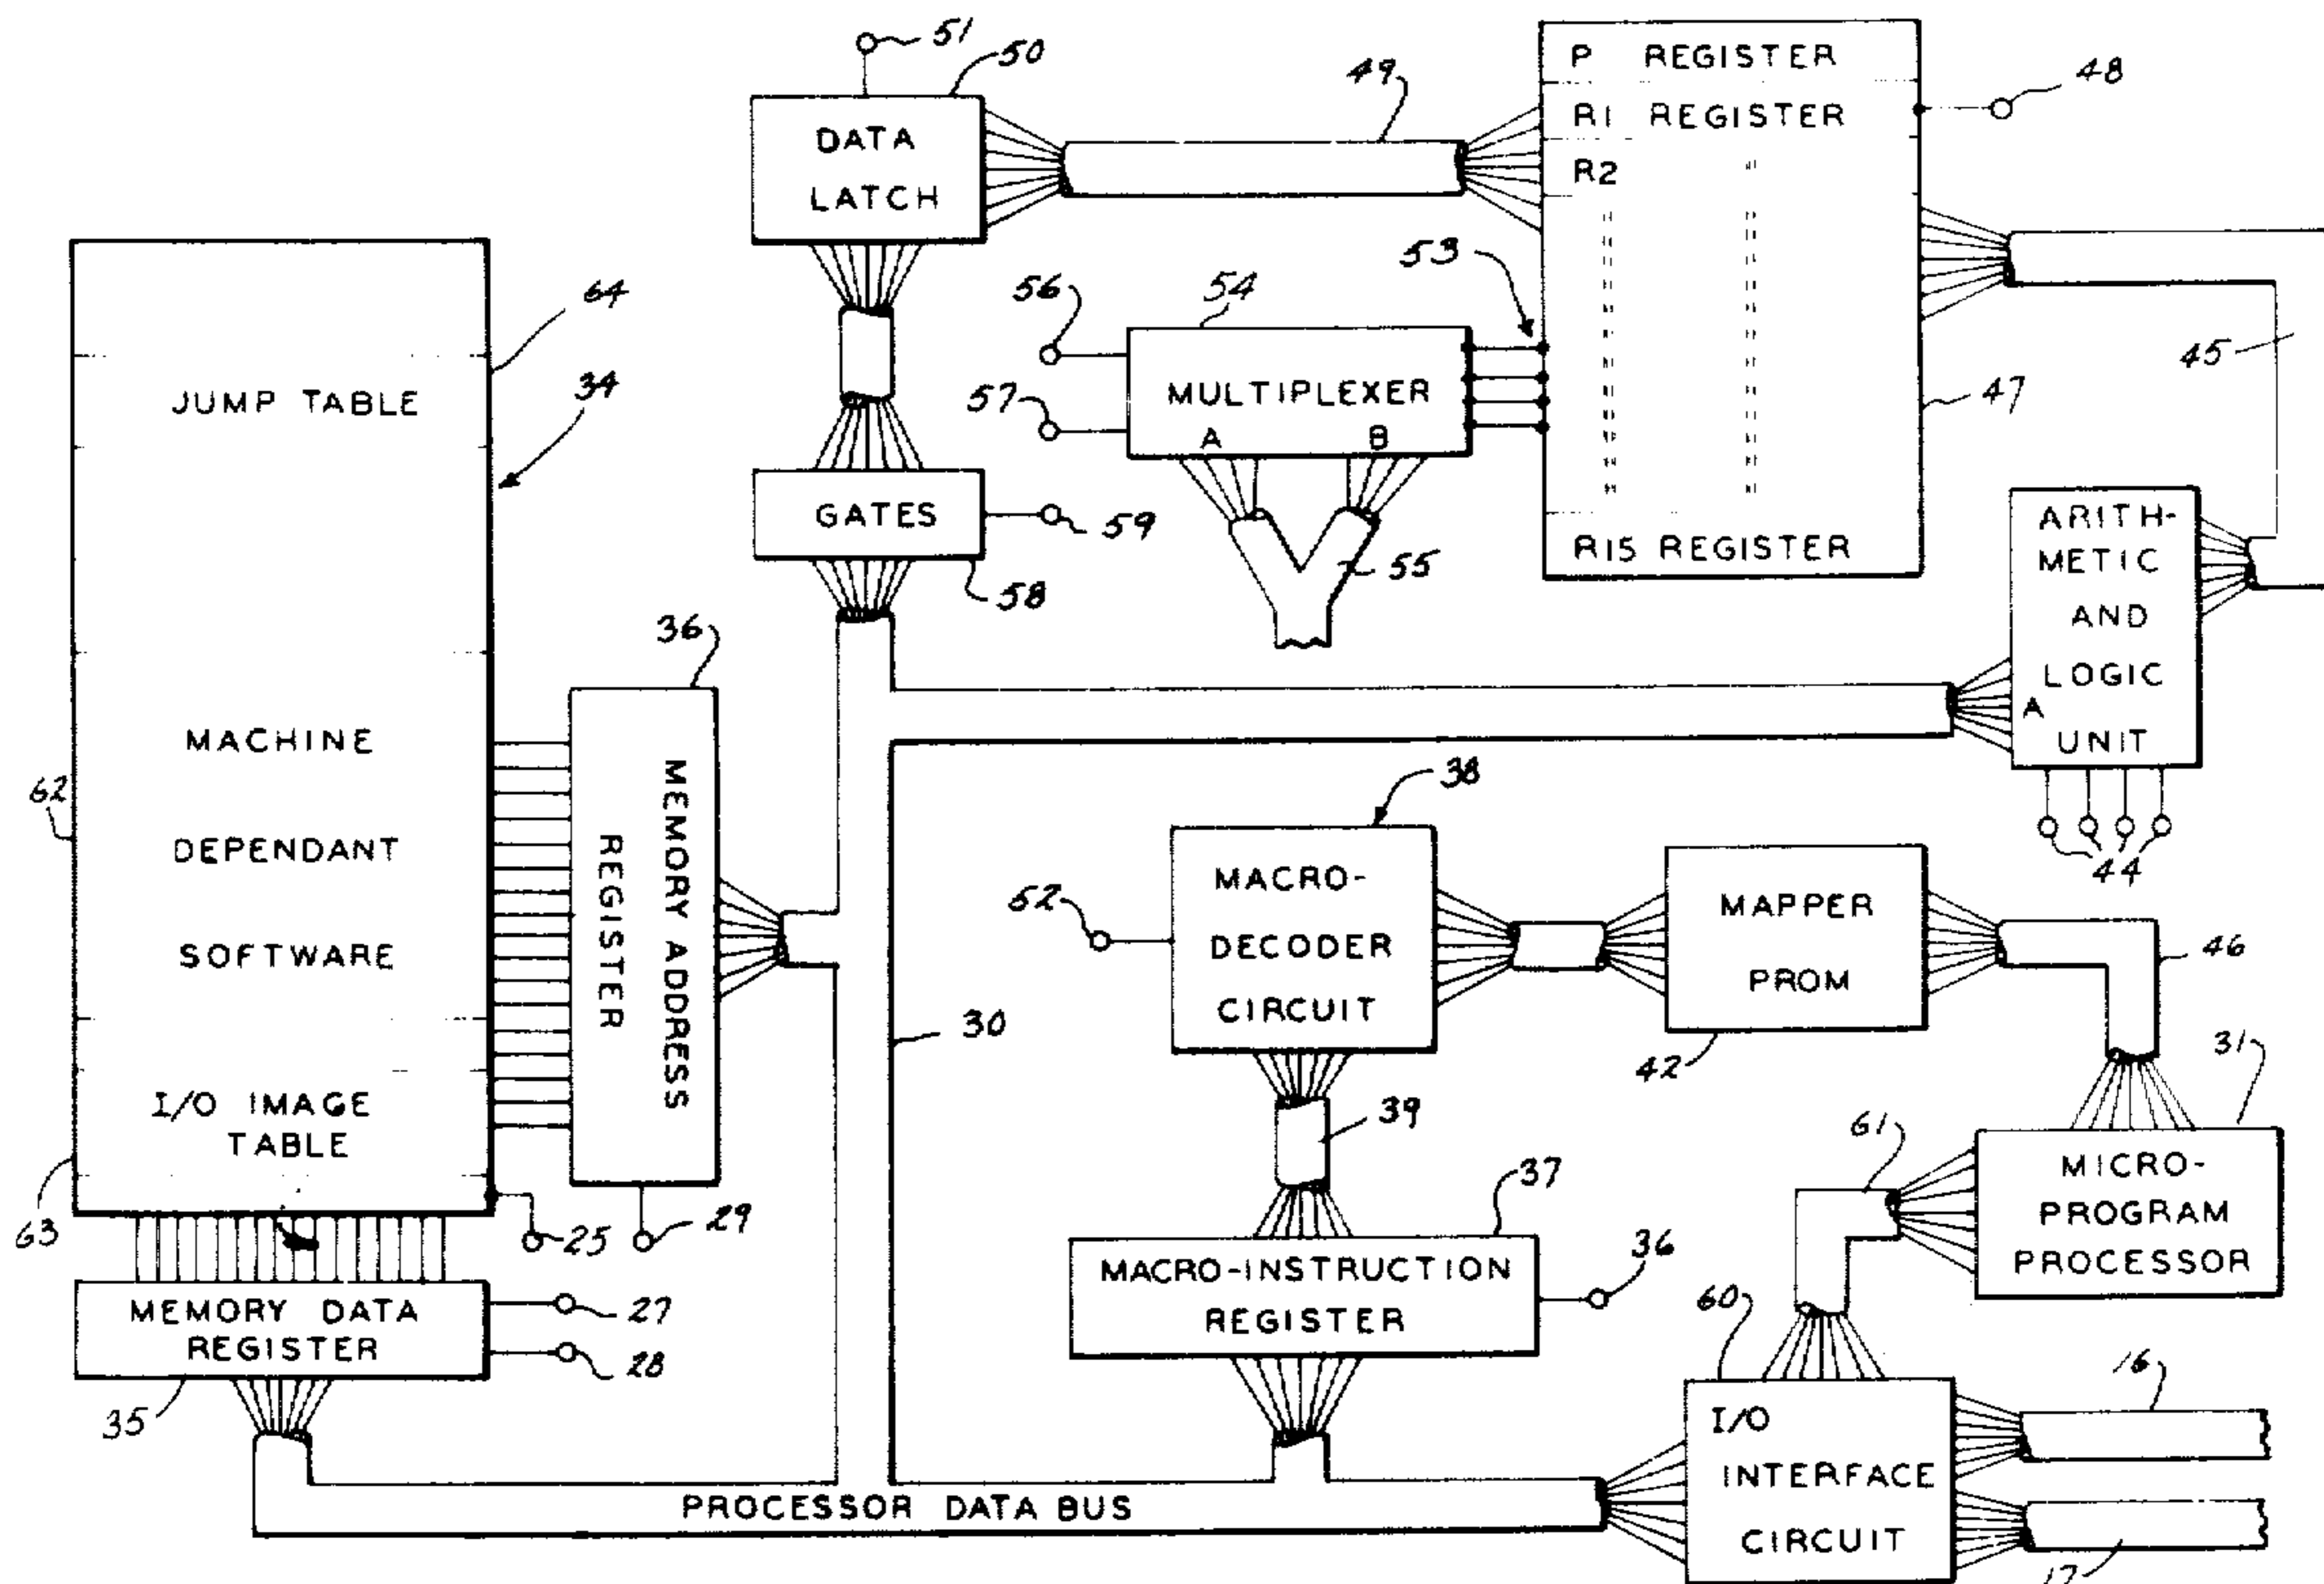 51
50
DATA
LATCH
49
P REGISTER
R1 REGISTER
R2
R15 REGISTER
48
53
56
54
57
MULTIPLEXER
A B
55
47
45
GATES
59
58
ARITH-
METIC
AND
LOGIC
A
UNIT
44
64
34
JUMP TABLE
MACHINE
DEPENDANT
SOFTWARE
62
I/O IMAGE
TABLE
63
36
MEMORY ADDRESS
REGISTER
25
29
MEMORY DATA
REGISTER
27
28
35
30
PROCESSOR DATA BUS
38
52
MACRO-
DECODER
CIRCUIT
MAPPER
PROM
42
46
39
37
MACRO-INSTRUCTION
REGISTER
36
31
61
MICRO-
PROGRAM
PROCESSOR
60
I/O
INTERFACE
CIRCUIT
16
17